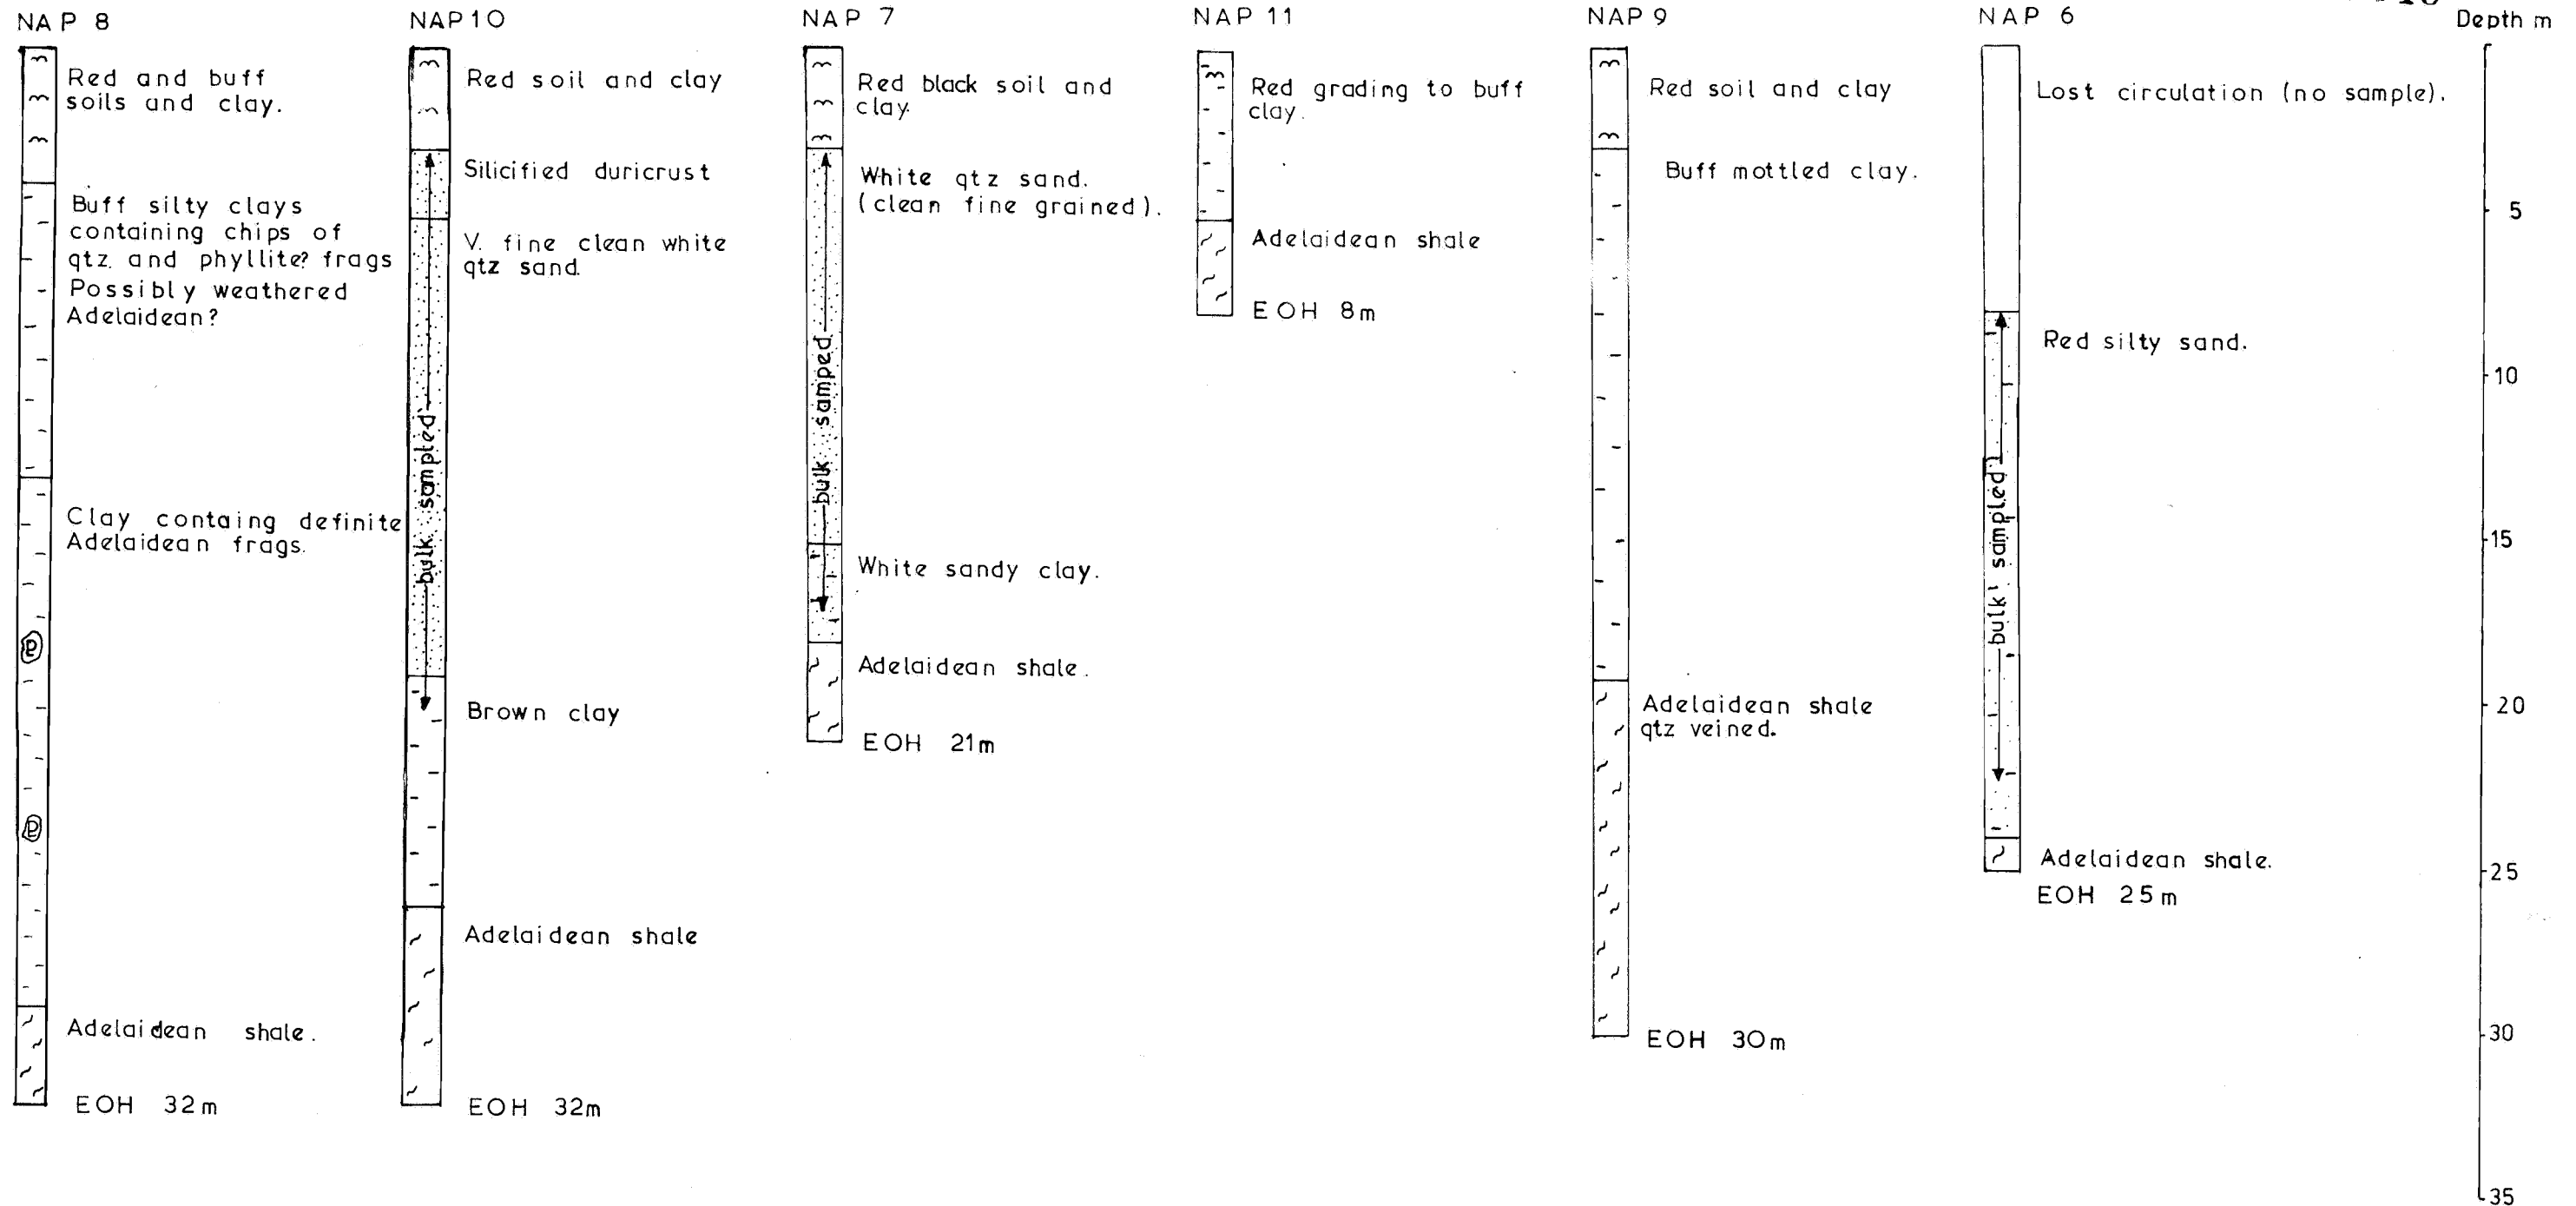 NAP 8
Red and buff
soils and clay.
Buff silty clays
containing chips of
qtz. and phyllite? frags
Possibly weathered
Adelaidean?
Clay containg definite
Adelaidean frags.
P
P
Adelaidean shale.
EOH 32m
NAP10
Red soil and clay
Silicified duricrust
V. fine clean white
qtz sand.
bulk sampled
Brown clay
Adelaidean shale
EOH 32m
NAP 7
Red black soil and
clay.
White qtz sand.
(clean fine grained).
bulk samped
White sandy clay.
Adelaidean shale.
EOH 21m
NAP 11
Red grading to buff
clay.
Adelaidean shale
EOH 8m
NAP 9
Red soil and clay
Buff mottled clay.
Adelaidean shale
qtz veined.
EOH 30m
NAP 6
Lost circulation (no sample).
Red silty sand.
bulk sampled
Adelaidean shale.
EOH 25m
Depth m
5
10
15
20
25
30
35